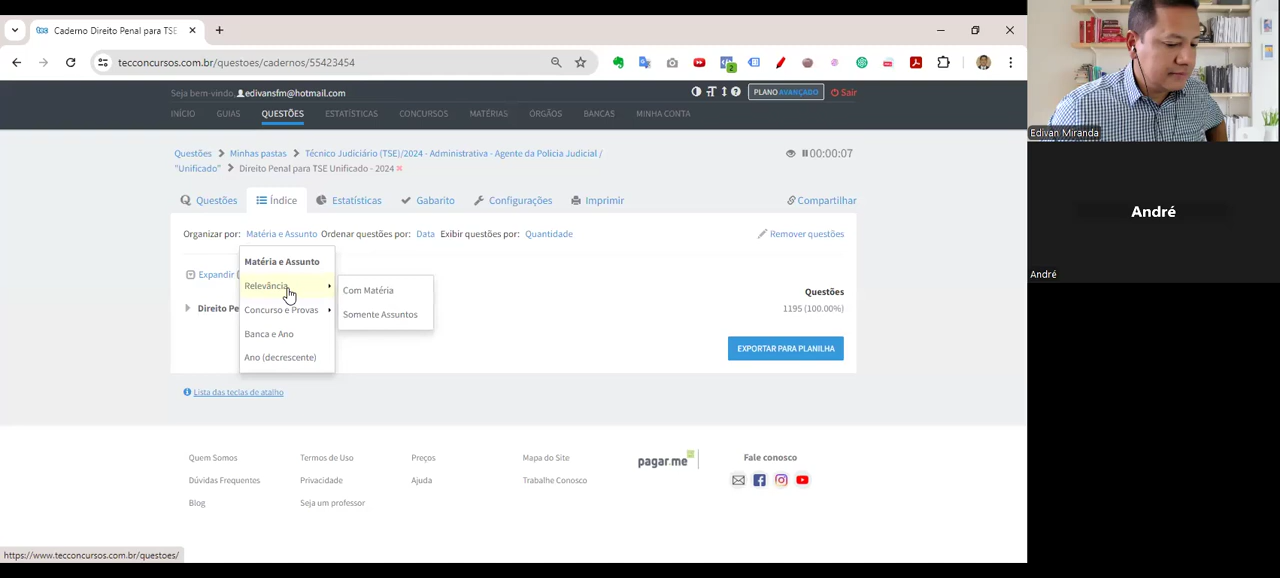 Caderno Direito Penal para TSE
tecconcursos.com.br/questoes/cadernos/55423454
2
Seja bem-vindo, edivansfm@hotmail.com
PLANO AVANÇADO
Sair
INÍCIO GUIAS QUESTÕES ESTATÍSTICAS CONCURSOS MATÉRIAS ORGÃOS BANCAS MINHA CONTA
Questões > Minhas pastas > Técnico Judiciário (TSE)/2024 - Administrativa - Agente da Polícia Judicial /
"Unificado" > Direito Penal para TSE Unificado - 2024
00:00:07
Questões Índice Estatísticas Gabarito Configurações Imprimir
Compartilhar
Organizar por: Matéria e Assunto Ordenar questões por: Data Exibir questões por: Quantidade
Remover questões
Matéria e Assunto
Expandir
Relevância
Com Matéria
Questões
Direito Pe
Concurso e Provas
Somente Assuntos
1195 (100.00%)
Banca e Ano
Ano (decrescente)
EXPORTAR PARA PLANILHA
Lista das teclas de atalho
Quem Somos Termos de Uso Preços Mapa do Site pagar.me Fale conosco
Dúvidas Frequentes Privacidade Ajuda Trabalhe Conosco
Blog Seja um professor
https://www.tecconcursos.com.br/questoes/
Edivan Miranda
André
André